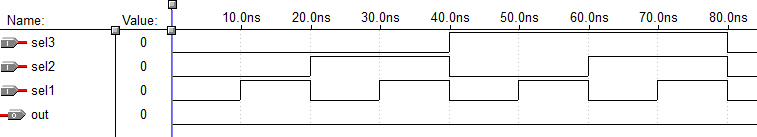 Name: Value: 10.0ns 20.0ns 30.0ns 40.0ns 50.0ns 60.0ns 70.0ns 80.0ns
I sel3 0
I sel2 0
I sel1 0
O out 0